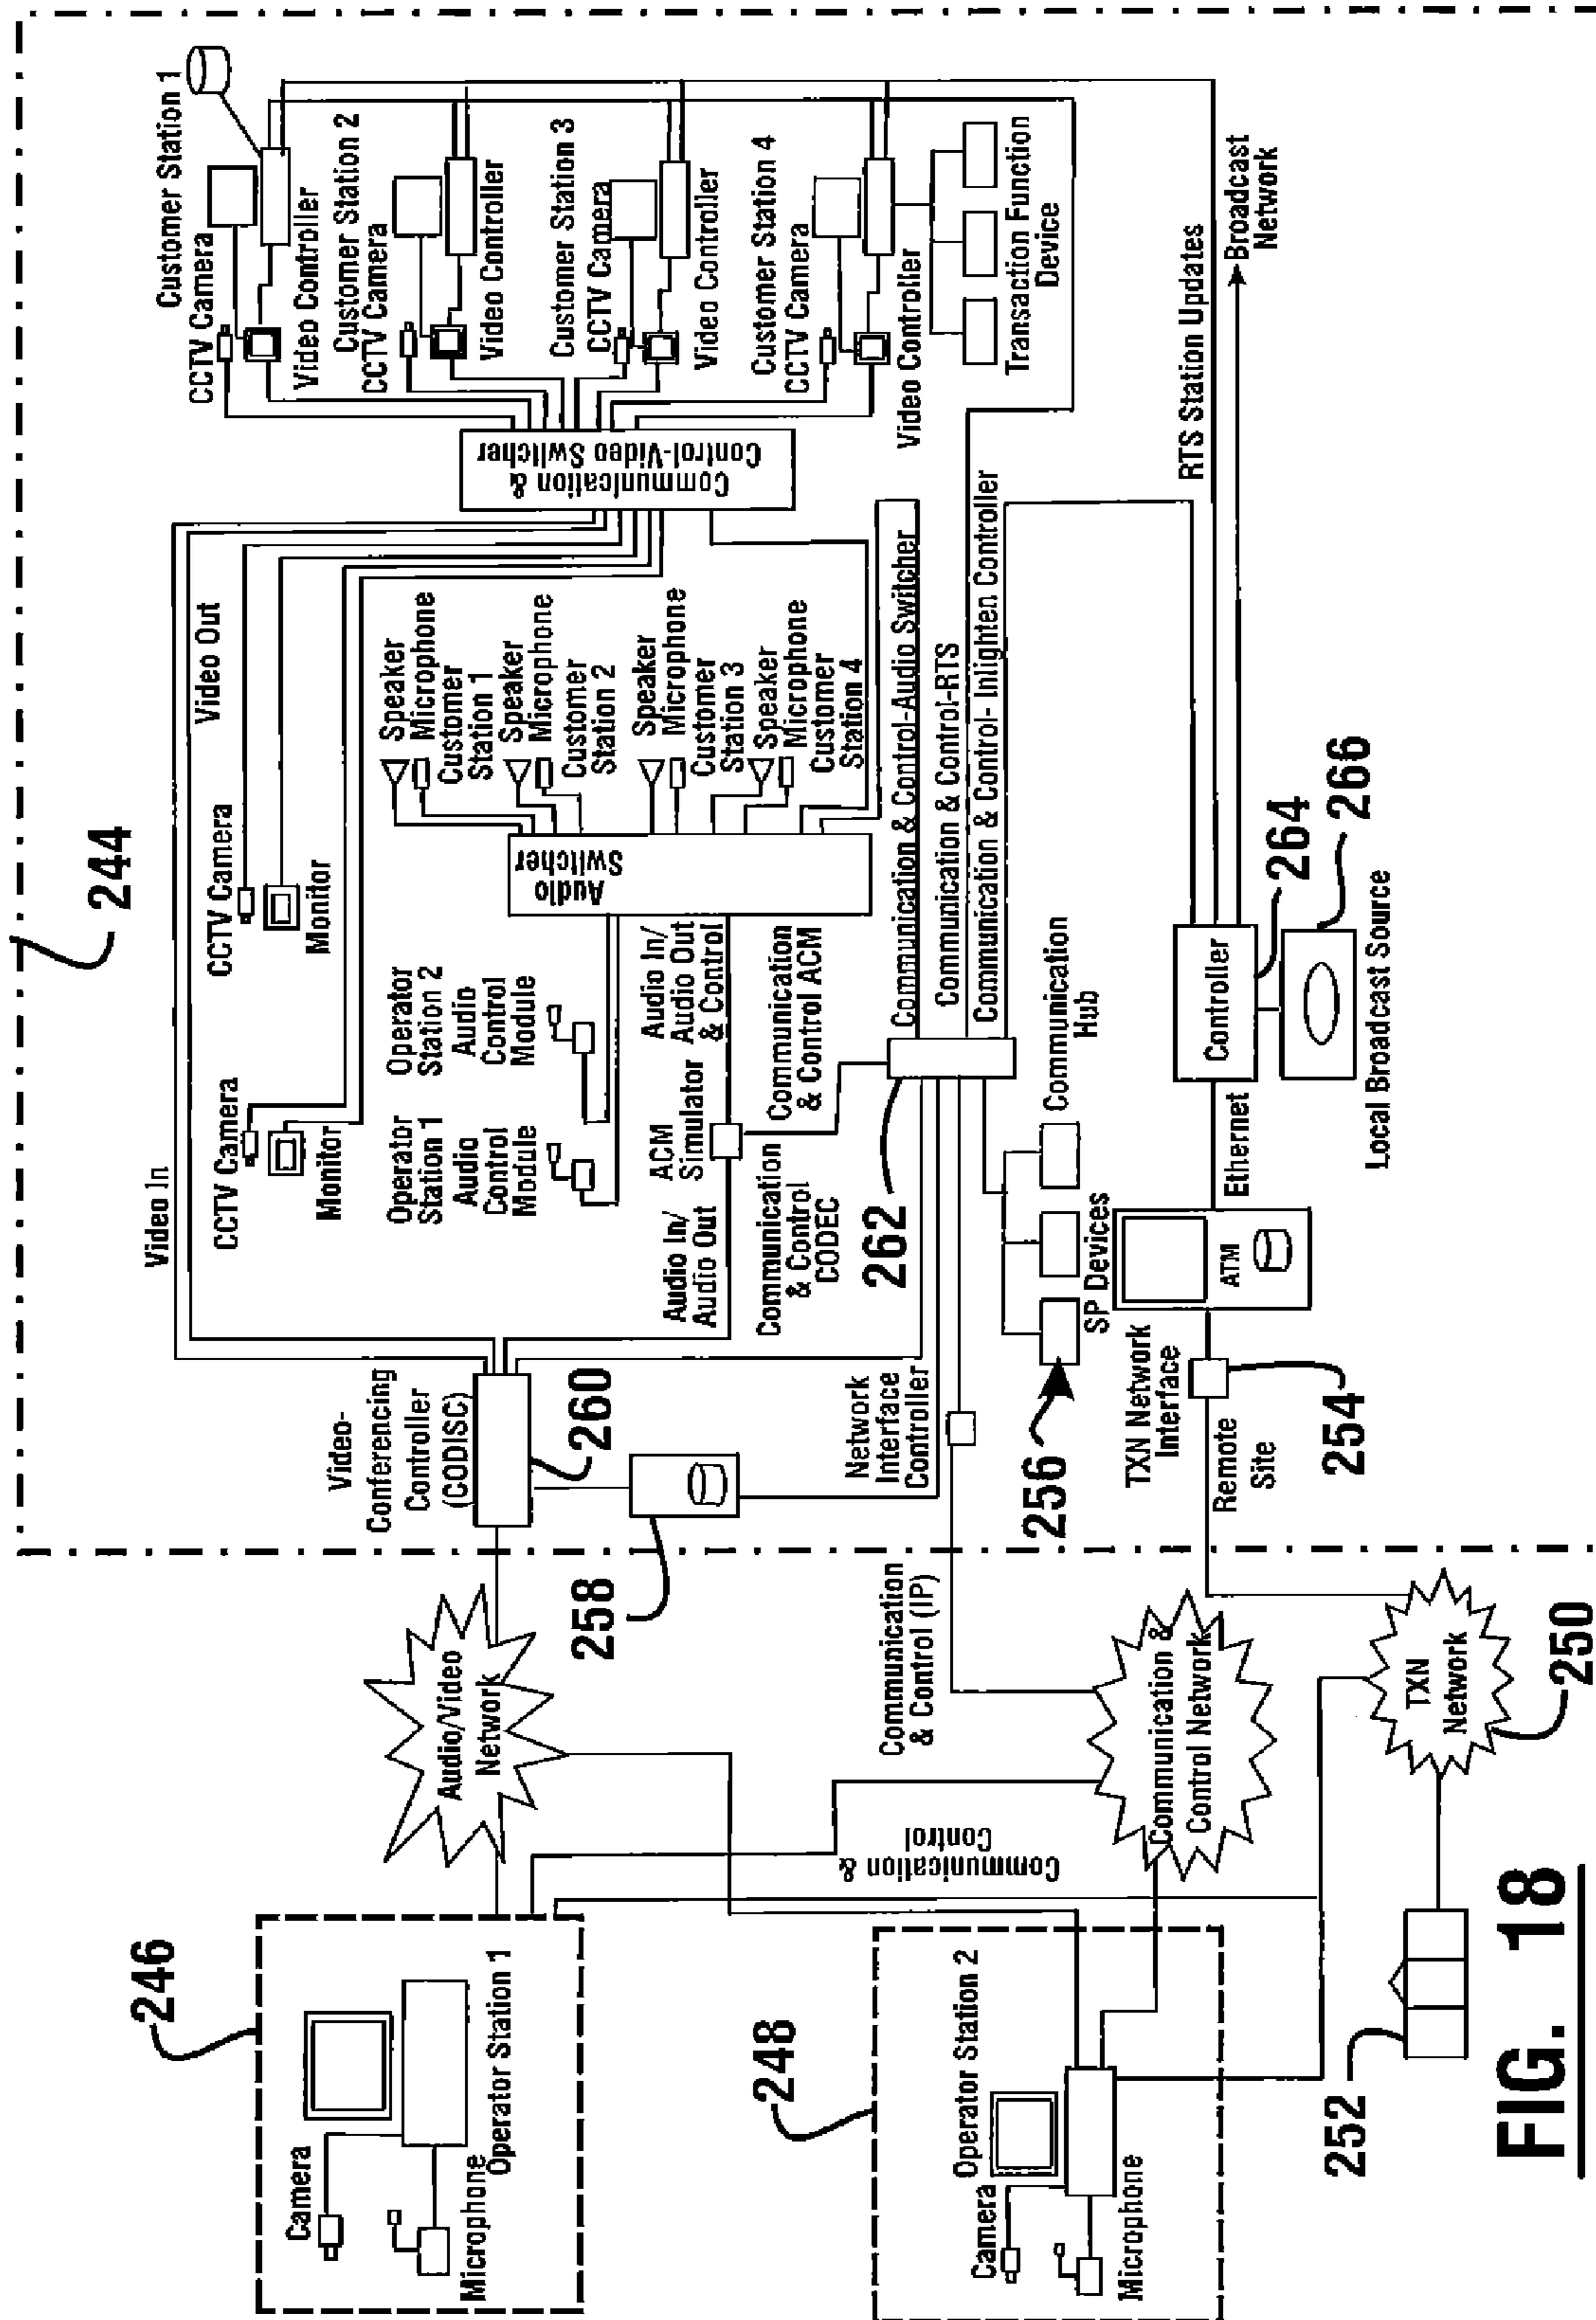 244
Customer Station 1
CCTV Camera
Video Controller
Customer Station 2
CCTV Camera
Video Controller
Customer Station 3
CCTV Camera
Video Controller
Customer Station 4
CCTV Camera
Video Controller
Transaction Function
Device
Communication &
Control-Video Switcher
Video Out
Video In
CCTV Camera
Monitor
CCTV Camera
Monitor
Speaker
Microphone
Customer
Station 1
Speaker
Microphone
Customer
Station 2
Speaker
Microphone
Customer
Station 3
Speaker
Microphone
Customer
Station 4
Audio
Switcher
Operator
Station 2
Audio
Control
Module
Operator
Station 1
Audio
Control
Module
Audio In/
Audio Out
& Control
ACM
Simulator
Audio In/
Audio Out
Communication
& Control ACM
Communication
& Control
CODEC
262
Communication & Control-Audio Switcher
Communication & Control-RTS
Communication & Control- Inlighten Controller
RTS Station Updates
Broadcast
Network
Communication
Hub
SP Devices
256
Controller
264
266
Local Broadcast Source
Ethernet
ATM
TXN Network
Interface
Remote
Site
254
Video-
Conferencing
Controller
(CODISC)
260
258
Network
Interface
Controller
Communication
& Control (IP)
Audio/Video
Network
Communication &
Control Network
TXN
Network
250
Communication &
Control
246
Camera
Microphone
Operator Station 1
248
Operator Station 2
Camera
Microphone
252
FIG. 18